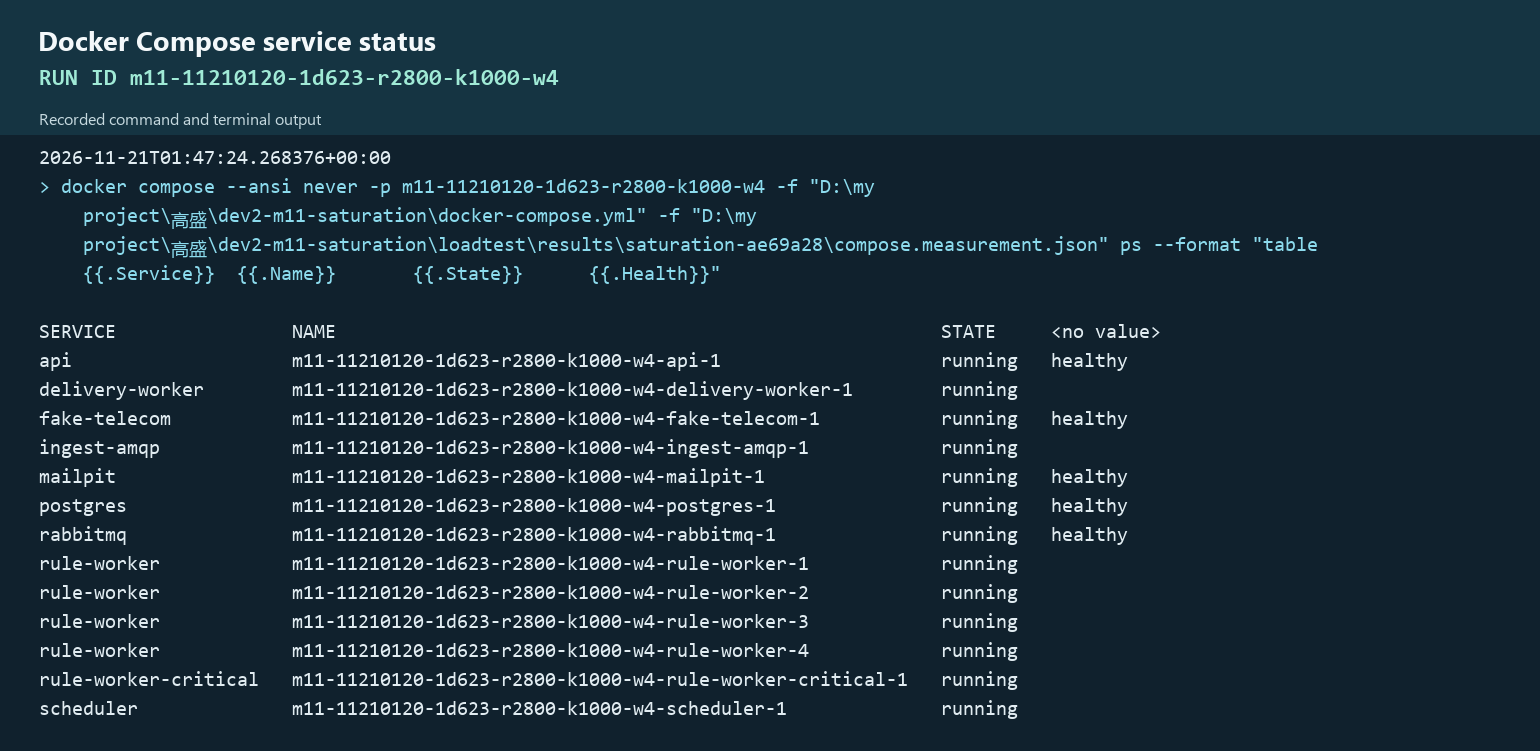 Docker Compose service status
RUN ID m11-11210120-1d623-r2800-k1000-w4
Recorded command and terminal output
2026-11-21T01:47:24.268376+00:00
> docker compose --ansi never -p m11-11210120-1d623-r2800-k1000-w4 -f "D:\my
project\高盛\dev2-m11-saturation\docker-compose.yml" -f "D:\my
project\高盛\dev2-m11-saturation\loadtest\results\saturation-ae69a28\compose.measurement.json" ps --format "table
{{.Service}}  {{.Name}}       {{.State}}      {{.Health}}"
SERVICE                NAME                                                       STATE     <no value>
api                    m11-11210120-1d623-r2800-k1000-w4-api-1                    running   healthy
delivery-worker        m11-11210120-1d623-r2800-k1000-w4-delivery-worker-1        running
fake-telecom           m11-11210120-1d623-r2800-k1000-w4-fake-telecom-1           running   healthy
ingest-amqp            m11-11210120-1d623-r2800-k1000-w4-ingest-amqp-1            running
mailpit                m11-11210120-1d623-r2800-k1000-w4-mailpit-1                running   healthy
postgres               m11-11210120-1d623-r2800-k1000-w4-postgres-1               running   healthy
rabbitmq               m11-11210120-1d623-r2800-k1000-w4-rabbitmq-1               running   healthy
rule-worker            m11-11210120-1d623-r2800-k1000-w4-rule-worker-1            running
rule-worker            m11-11210120-1d623-r2800-k1000-w4-rule-worker-2            running
rule-worker            m11-11210120-1d623-r2800-k1000-w4-rule-worker-3            running
rule-worker            m11-11210120-1d623-r2800-k1000-w4-rule-worker-4            running
rule-worker-critical   m11-11210120-1d623-r2800-k1000-w4-rule-worker-critical-1   running
scheduler              m11-11210120-1d623-r2800-k1000-w4-scheduler-1              running